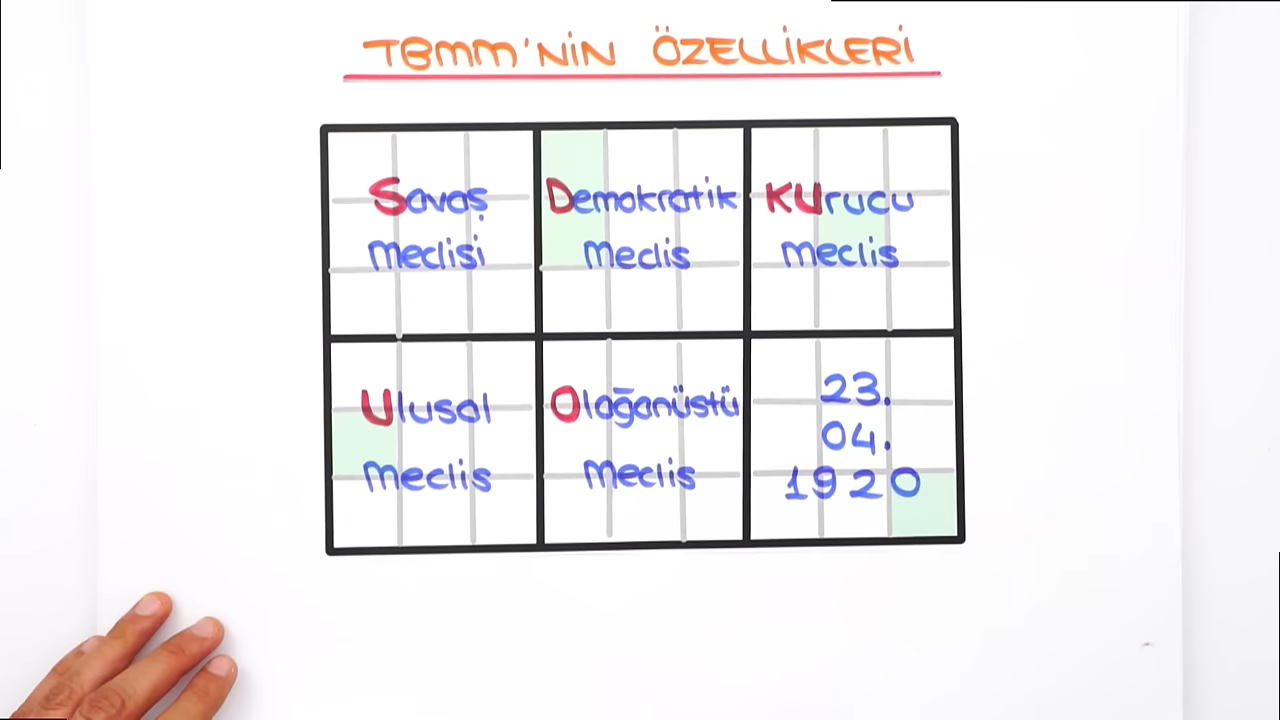 TBMM'NİN ÖZELLİKLERİ
Savaş
Meclisi
Demokratik
Meclis
KUrucu
Meclis
Ulusal
Meclis
Olağanüstü
Meclis
23.
04.
1920